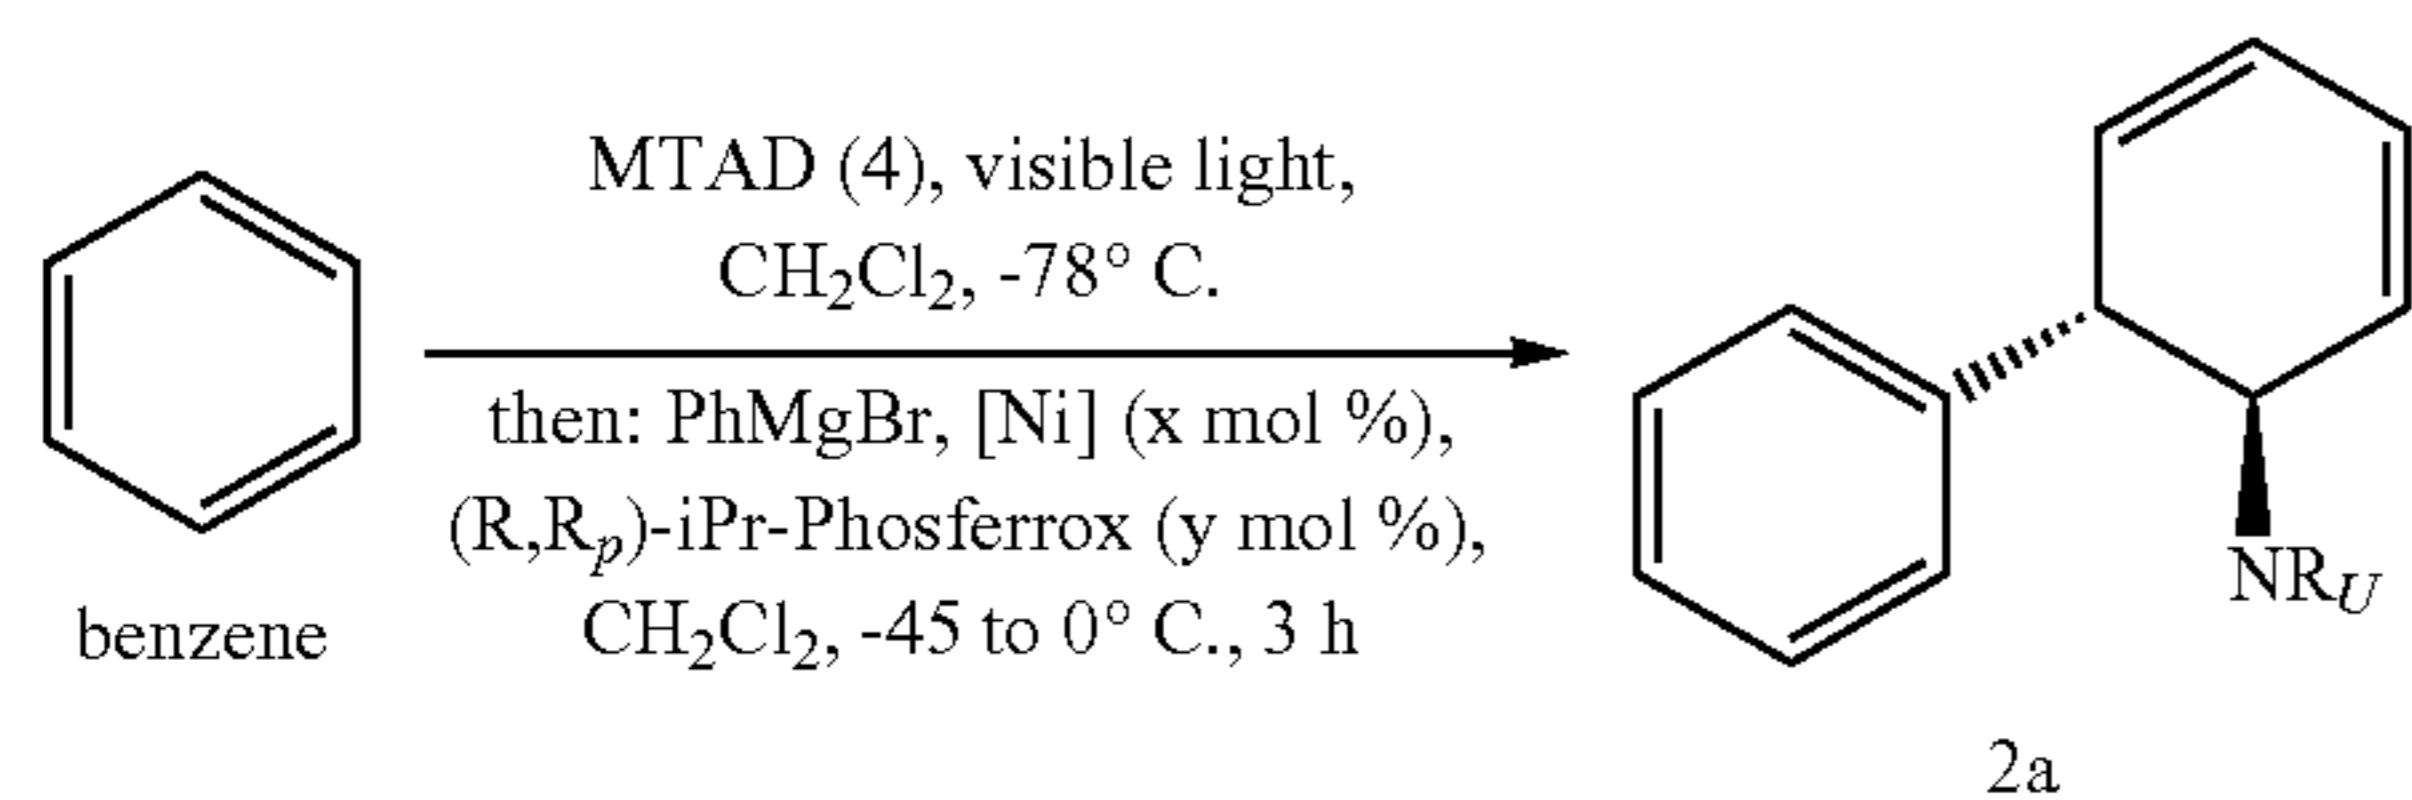 MTAD (4), visible light,
CH₂Cl₂, -78° C.
then: PhMgBr, [Ni] (x mol %),
(R,Rₚ)-iPr-Phosferrox (y mol %),
CH₂Cl₂, -45 to 0° C., 3 h
benzene
NR_U
2a